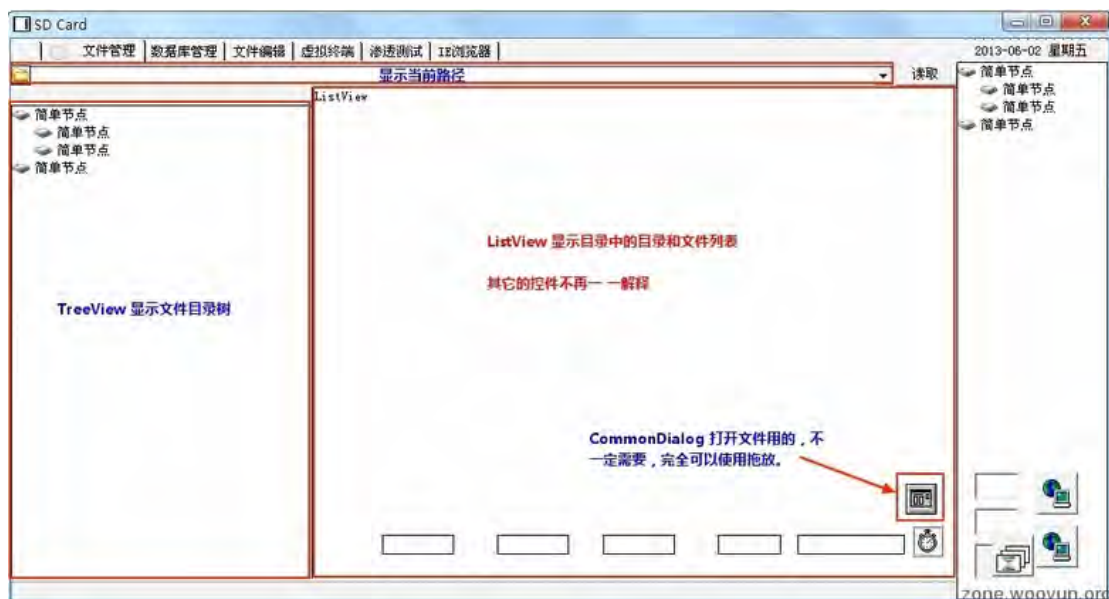 SD Card
文件管理 数据库管理 文件编辑 虚拟终端 渗透测试 IE浏览器
2013-06-02 星期五
显示当前路径
读取
ListView
简单节点
简单节点
简单节点
简单节点
简单节点
简单节点
简单节点
简单节点
ListView 显示目录中的目录和文件列表
其它的控件不再一 一解释
TreeView 显示文件目录树
CommonDialog 打开文件用的，不
一定需要，完全可以使用拖放。
zone.wooyun.org